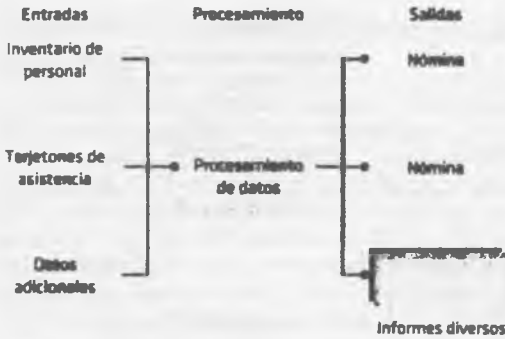 Entradas
Procesamiento
Salidas
Inventario de
personal
Nómina
Tarjetones de
asistencia
Procesamiento
de datos
Nómina
Datos
adicionales
Informes diversos